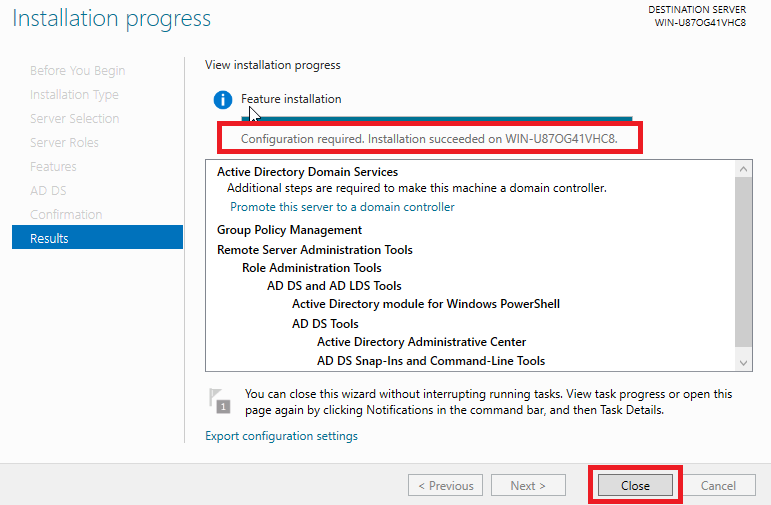 Installation progress
DESTINATION SERVER
WIN-U87OG41VHC8
Before You Begin
Installation Type
Server Selection
Server Roles
Features
AD DS
Confirmation
Results
View installation progress
Feature installation
Configuration required. Installation succeeded on WIN-U87OG41VHC8.
Active Directory Domain Services
Additional steps are required to make this machine a domain controller.
Promote this server to a domain controller
Group Policy Management
Remote Server Administration Tools
Role Administration Tools
AD DS and AD LDS Tools
Active Directory module for Windows PowerShell
AD DS Tools
Active Directory Administrative Center
AD DS Snap-Ins and Command-Line Tools
1
You can close this wizard without interrupting running tasks. View task progress or open this
page again by clicking Notifications in the command bar, and then Task Details.
Export configuration settings
< Previous
Next >
Close
Cancel